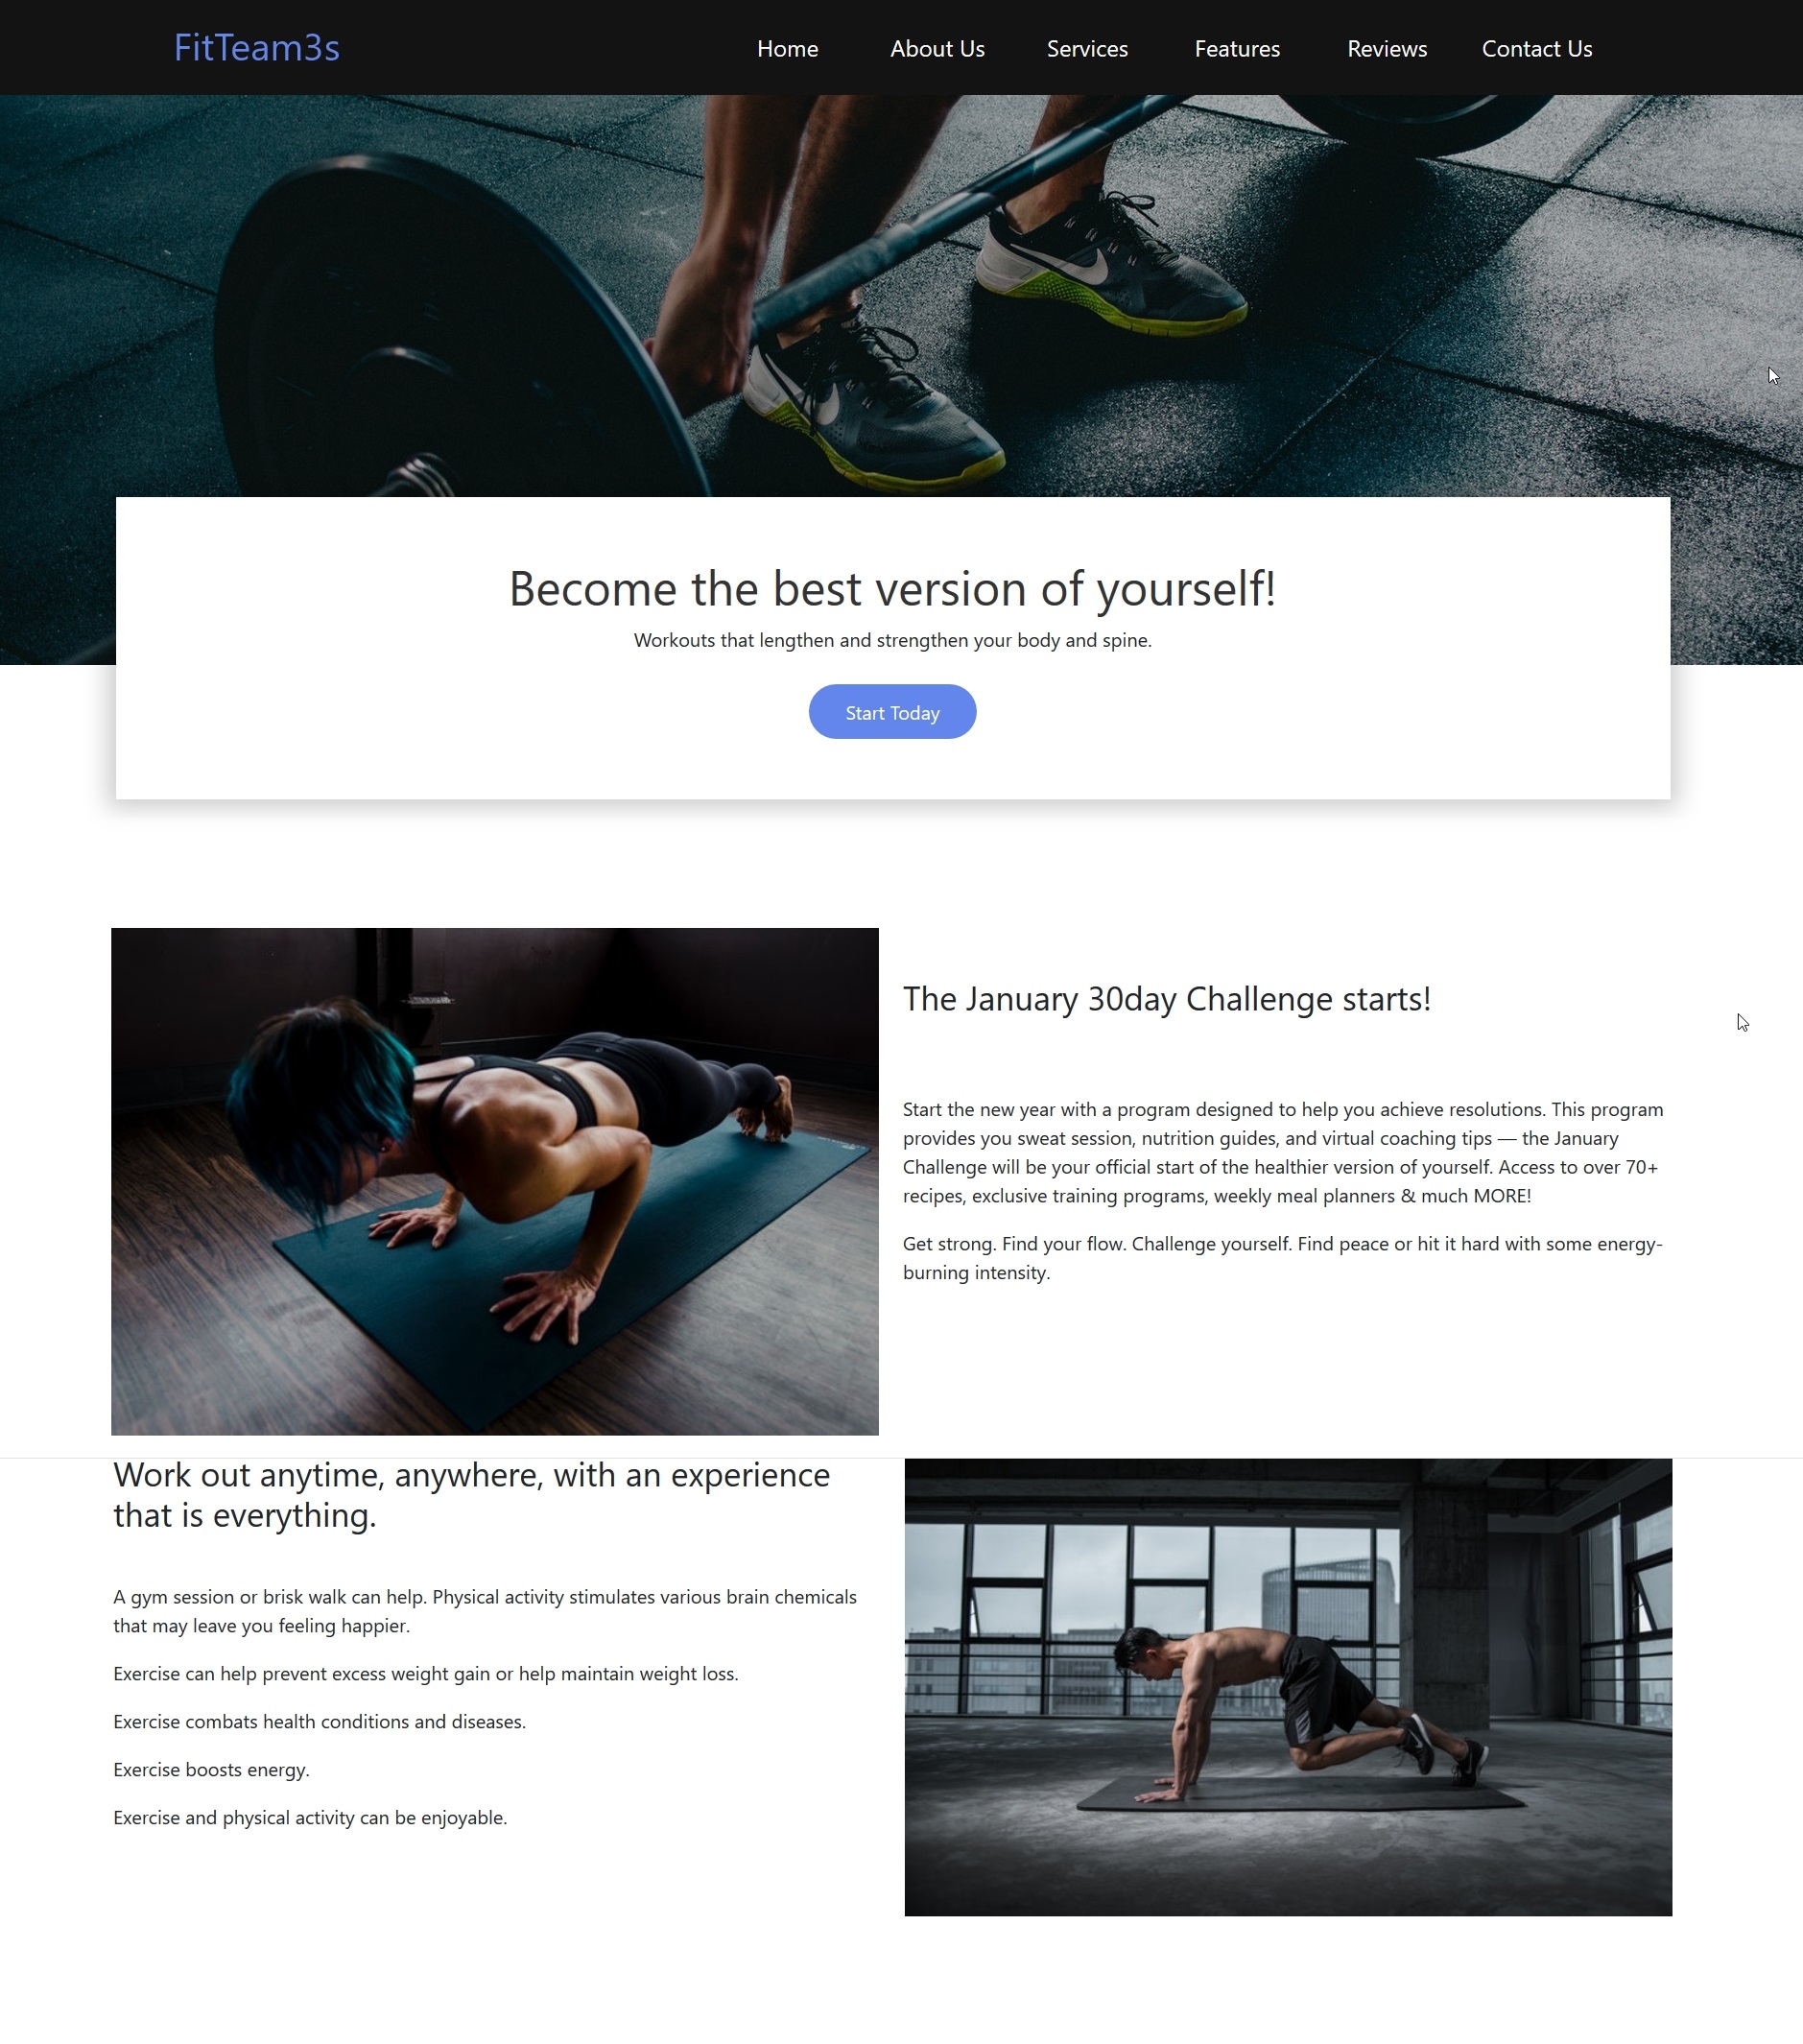 FitTeam3s
Home About Us Services Features Reviews Contact Us
Become the best version of yourself!
Workouts that lengthen and strengthen your body and spine.
Start Today
The January 30day Challenge starts!
Start the new year with a program designed to help you achieve resolutions. This program
provides you sweat session, nutrition guides, and virtual coaching tips — the January
Challenge will be your official start of the healthier version of yourself. Access to over 70+
recipes, exclusive training programs, weekly meal planners & much MORE!
Get strong. Find your flow. Challenge yourself. Find peace or hit it hard with some energy-
burning intensity.
Work out anytime, anywhere, with an experience
that is everything.
A gym session or brisk walk can help. Physical activity stimulates various brain chemicals
that may leave you feeling happier.
Exercise can help prevent excess weight gain or help maintain weight loss.
Exercise combats health conditions and diseases.
Exercise boosts energy.
Exercise and physical activity can be enjoyable.